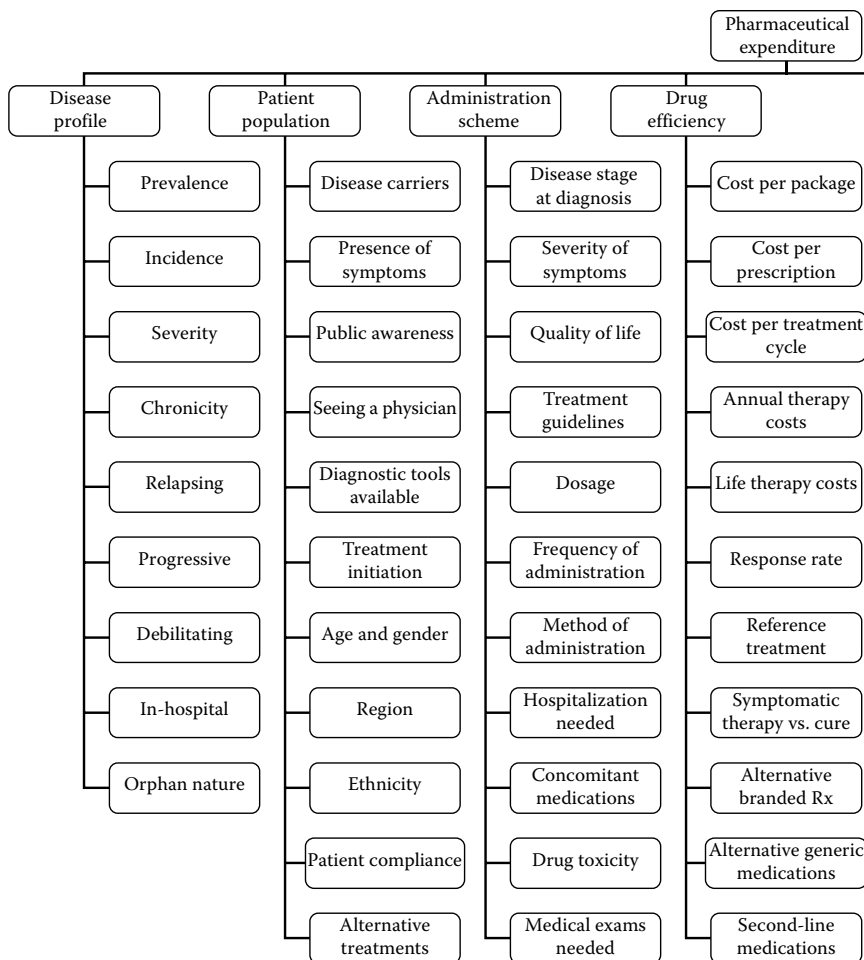 Pharmaceutical
expenditure
Disease
profile
Patient
population
Administration
scheme
Drug
efficiency
Prevalence
Incidence
Severity
Chronicity
Relapsing
Progressive
Debilitating
In-hospital
Orphan nature
Disease carriers
Presence of
symptoms
Public awareness
Seeing a physician
Diagnostic tools
available
Treatment
initiation
Age and gender
Region
Ethnicity
Patient compliance
Alternative
treatments
Disease stage
at diagnosis
Severity of
symptoms
Quality of life
Treatment
guidelines
Dosage
Frequency of
administration
Method of
administration
Hospitalization
needed
Concomitant
medications
Drug toxicity
Medical exams
needed
Cost per package
Cost per
prescription
Cost per treatment
cycle
Annual therapy
costs
Life therapy costs
Response rate
Reference
treatment
Symptomatic
therapy vs. cure
Alternative
branded Rx
Alternative generic
medications
Second-line
medications